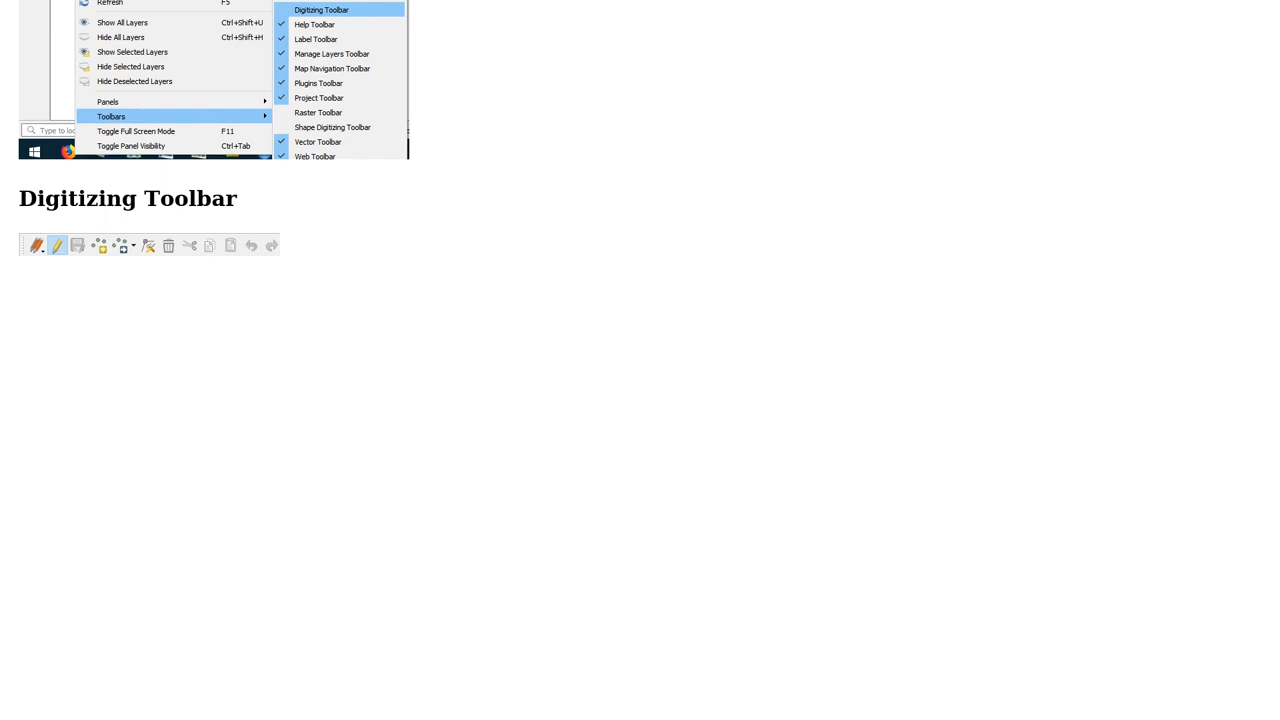 Refresh F5
Show All Layers Ctrl+Shift+U
Hide All Layers Ctrl+Shift+H
Show Selected Layers
Hide Selected Layers
Hide Deselected Layers
Panels
Toolbars
Toggle Full Screen Mode F11
Toggle Panel Visibility Ctrl+Tab
Digitizing Toolbar
Help Toolbar
Label Toolbar
Manage Layers Toolbar
Map Navigation Toolbar
Plugins Toolbar
Project Toolbar
Raster Toolbar
Shape Digitizing Toolbar
Vector Toolbar
Web Toolbar
Type to
Digitizing Toolbar